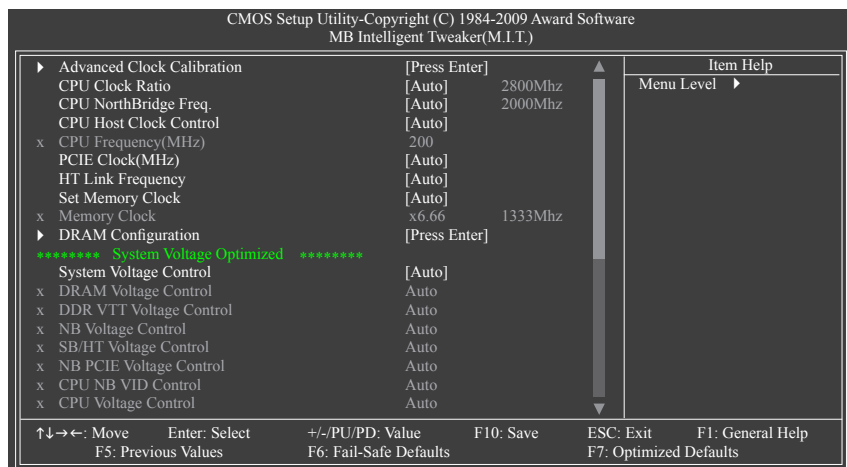 CMOS Setup Utility-Copyright (C) 1984-2009 Award Software
MB Intelligent Tweaker(M.I.T.)
Advanced Clock Calibration [Press Enter]
CPU Clock Ratio [Auto] 2800Mhz
CPU NorthBridge Freq. [Auto] 2000Mhz
CPU Host Clock Control [Auto]
x CPU Frequency(MHz) 200
PCIE Clock(MHz) [Auto]
HT Link Frequency [Auto]
Set Memory Clock [Auto]
x Memory Clock x6.66 1333Mhz
DRAM Configuration [Press Enter]
******** System Voltage Optimized ********
System Voltage Control [Auto]
x DRAM Voltage Control Auto
x DDR VTT Voltage Control Auto
x NB Voltage Control Auto
x SB/HT Voltage Control Auto
x NB PCIE Voltage Control Auto
x CPU NB VID Control Auto
x CPU Voltage Control Auto
Item Help
Menu Level
↑↓→←: Move Enter: Select +/-/PU/PD: Value F10: Save ESC: Exit F1: General Help
F5: Previous Values F6: Fail-Safe Defaults F7: Optimized Defaults